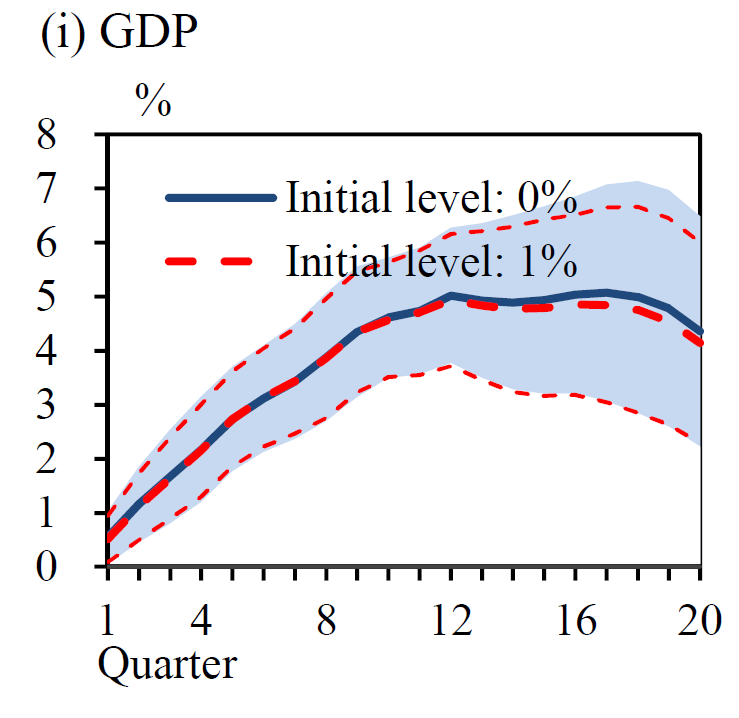 (i) GDP
%
8
7
6
5
4
3
2
1
0
Initial level: 0%
Initial level: 1%
1 4 8 12 16 20
Quarter